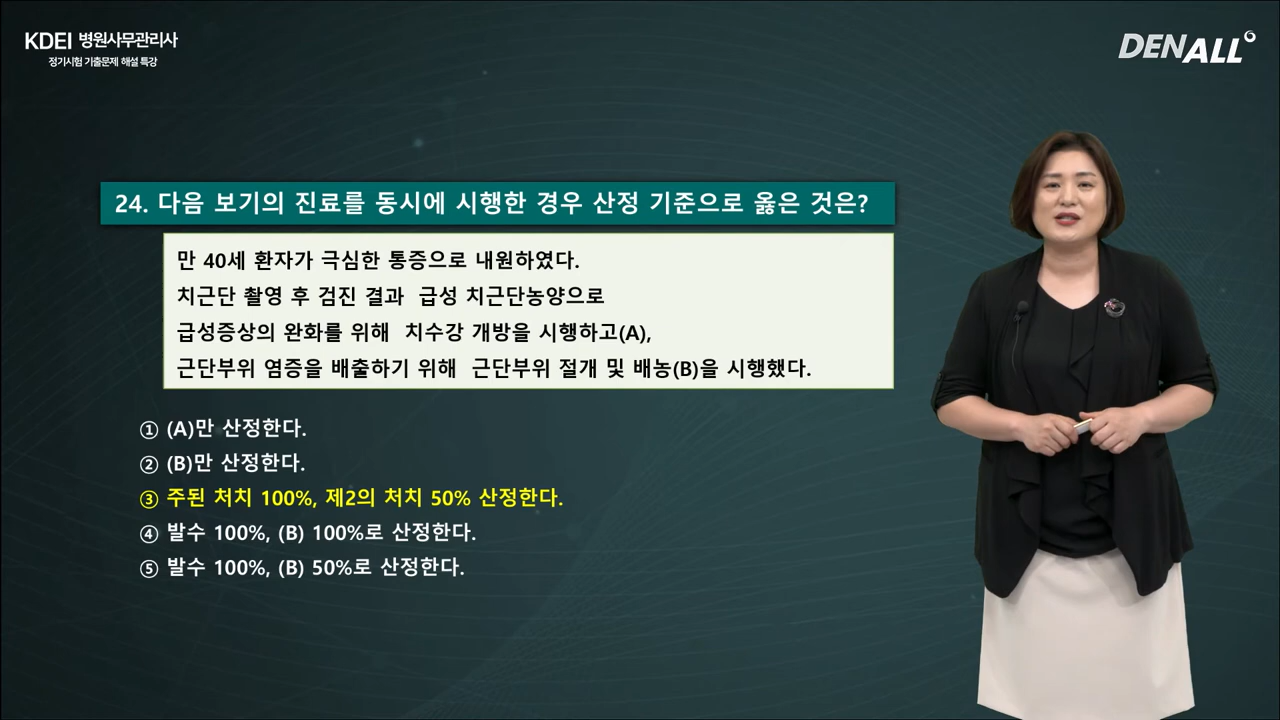 KDEI 병원사무관리사
정기시험 기출문제 해설 특강
DENALL
24. 다음 보기의 진료를 동시에 시행한 경우 산정 기준으로 옳은 것은?
만 40세 환자가 극심한 통증으로 내원하였다.
치근단 촬영 후 검진 결과 급성 치근단농양으로
급성증상의 완화를 위해 치수강 개방을 시행하고(A),
근단부위 염증을 배출하기 위해 근단부위 절개 및 배농(B)을 시행했다.
① (A)만 산정한다.
② (B)만 산정한다.
③ 주된 처치 100%, 제2의 처치 50% 산정한다.
④ 발수 100%, (B) 100%로 산정한다.
⑤ 발수 100%, (B) 50%로 산정한다.